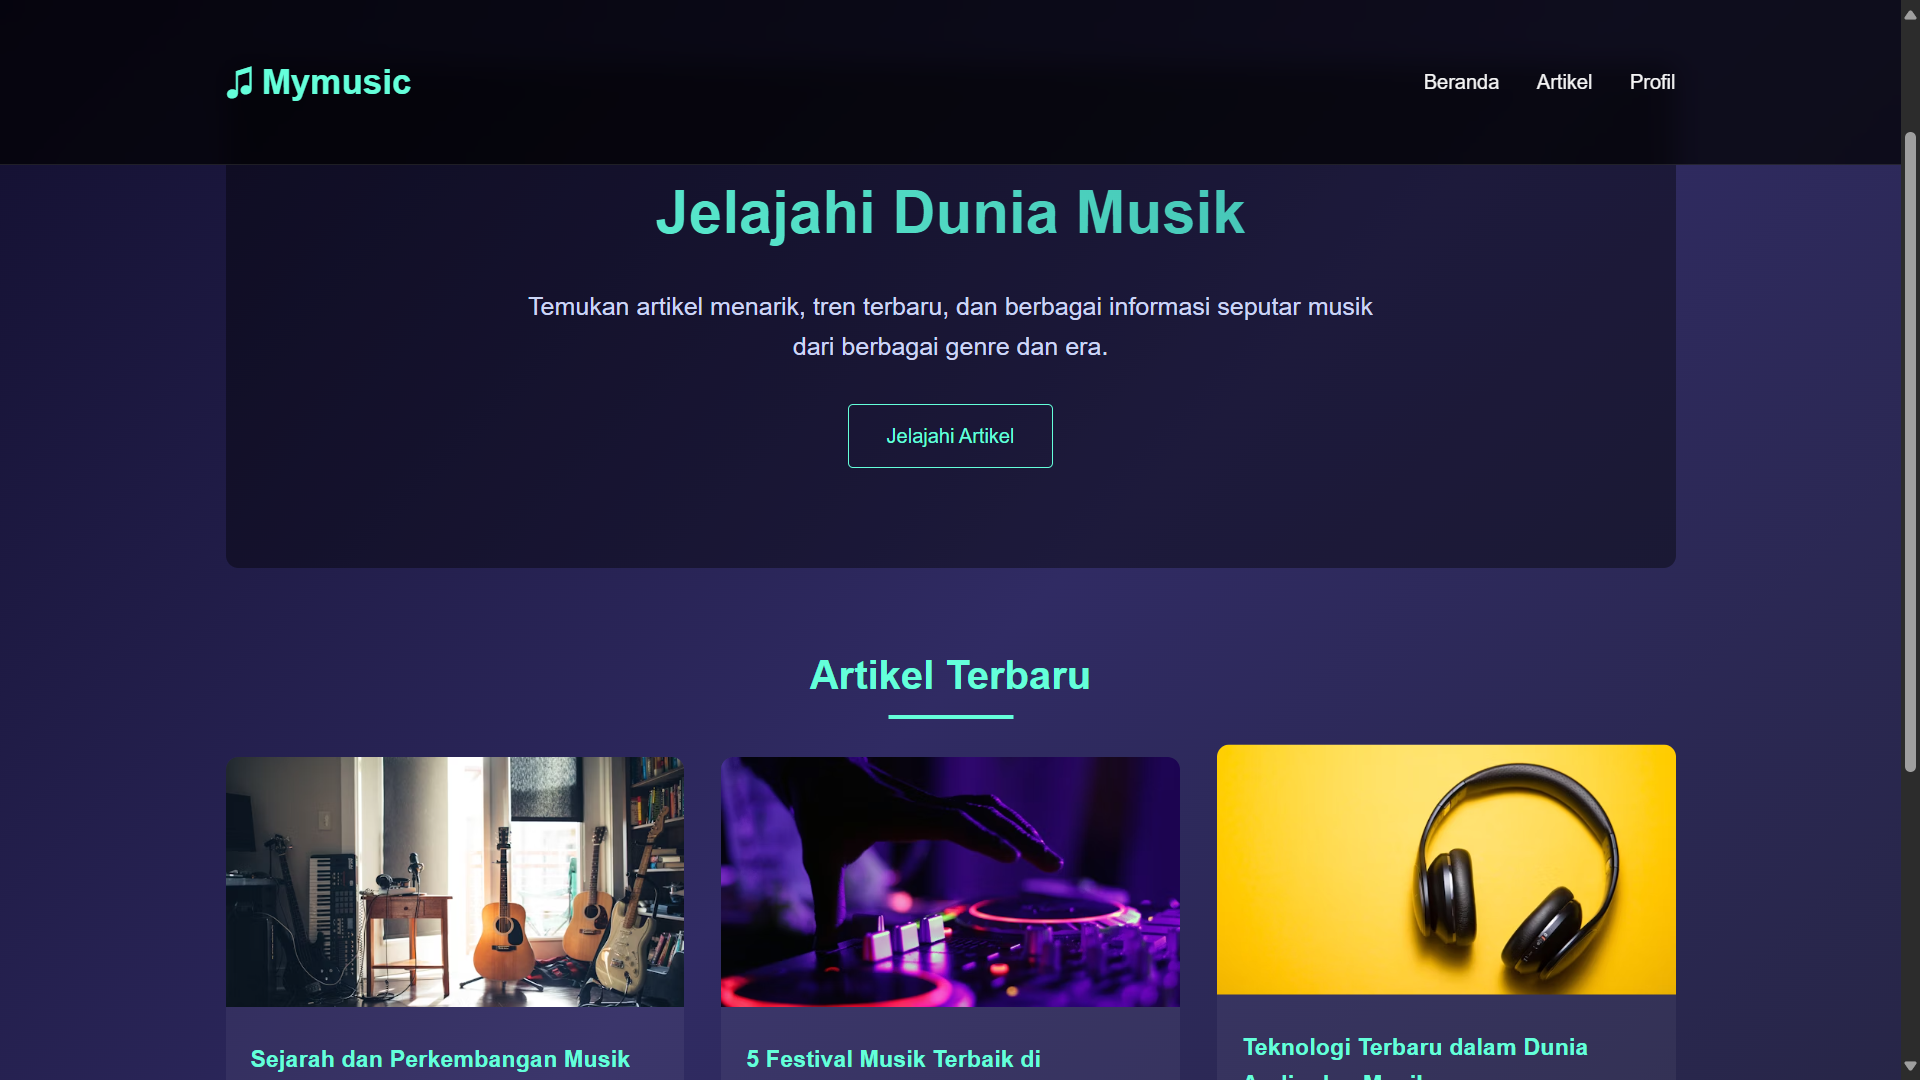 Mymusic
Beranda
Artikel
Profil
Jelajahi Dunia Musik
Temukan artikel menarik, tren terbaru, dan berbagai informasi seputar musik
dari berbagai genre dan era.
Jelajahi Artikel
Artikel Terbaru
Sejarah dan Perkembangan Musik
5 Festival Musik Terbaik di
Teknologi Terbaru dalam Dunia